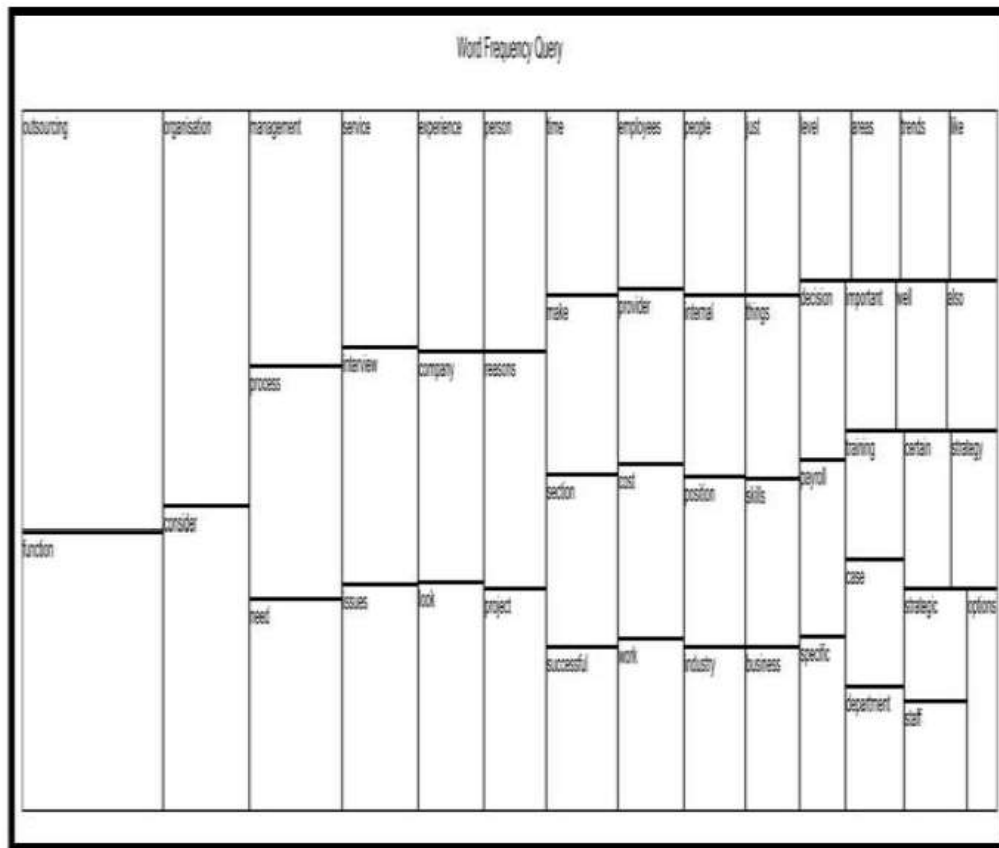 Word Frequency Query
outsourcing organisation management service experience person time employees people just level areas trends like
decision important well also
make provider internal things
interview company reasons
process
training certain strategy
section cost position skills payroll
consider
function
case
issues look project strategic options
need
successful work industry business specific
department staff